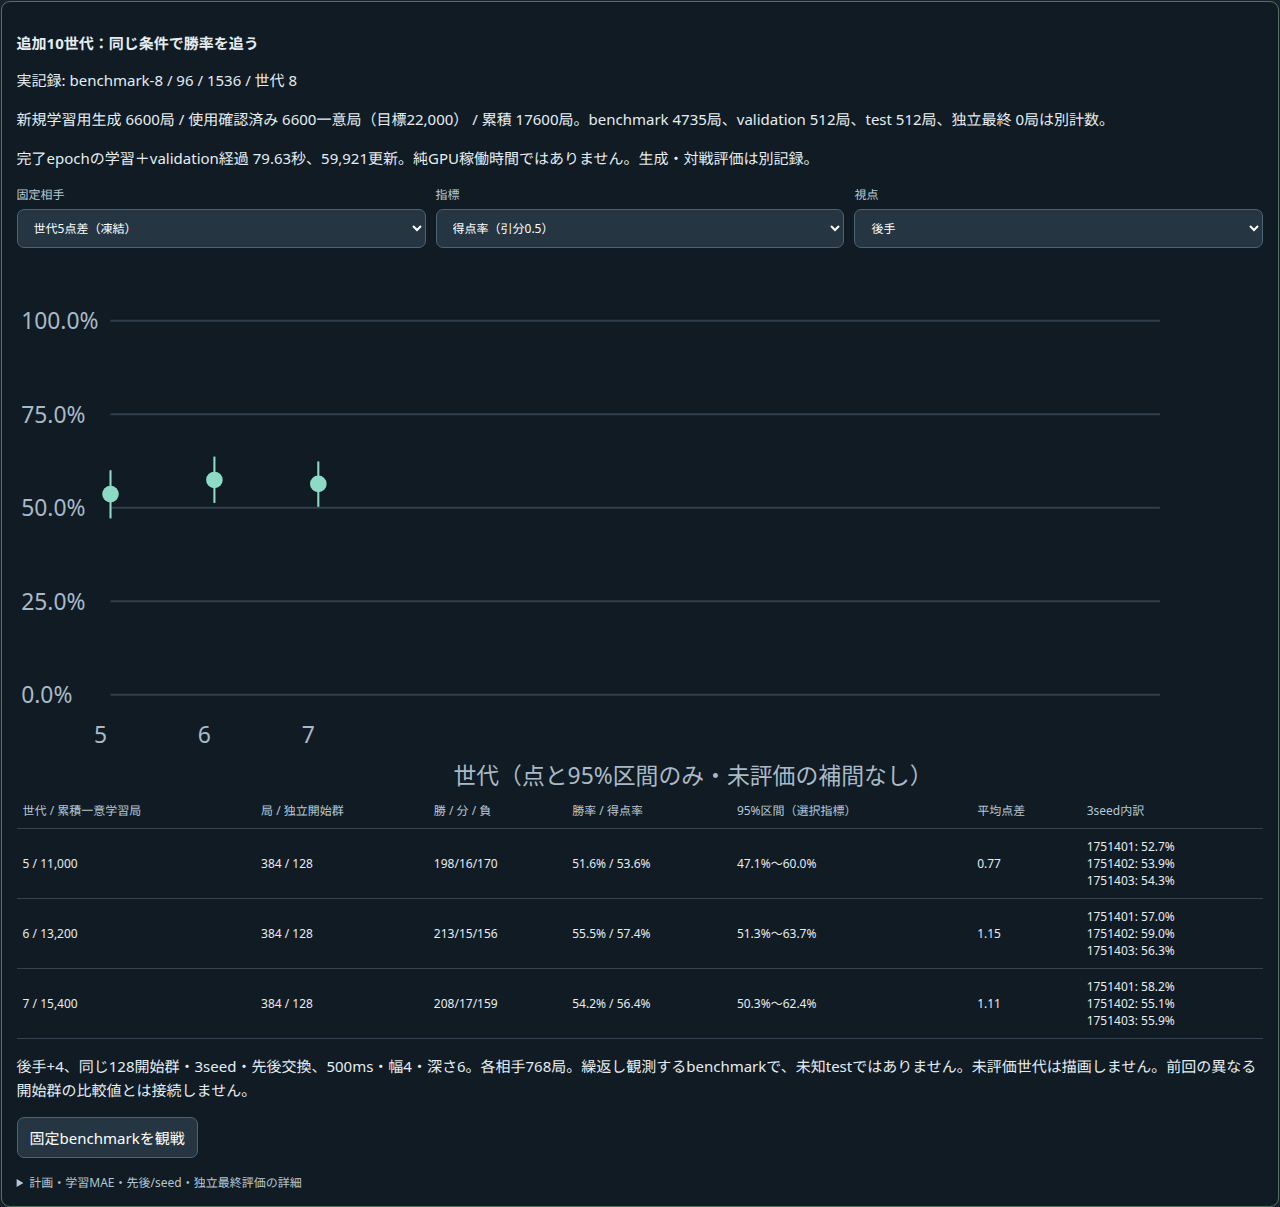 追加10世代：同じ条件で勝率を追う
実記録: benchmark-8 / 96 / 1536 / 世代 8
新規学習用生成 6600局 / 使用確認済み 6600一意局（目標22,000） / 累積 17600局。benchmark 4735局、validation 512局、test 512局、独立最終 0局は別計数。
完了epochの学習＋validation経過 79.63秒、59,921更新。純GPU稼働時間ではありません。生成・対戦評価は別記録。
固定相手 指標 視点
世代5点差（凍結） 得点率（引分0.5） 後手
100.0%
75.0%
50.0%
25.0%
0.0%
5 6 7
世代（点と95%区間のみ・未評価の補間なし）
世代 / 累積一意学習局 局 / 独立開始群 勝 / 分 / 負 勝率 / 得点率 95%区間（選択指標） 平均点差 3seed内訳
1751401: 52.7%
5 / 11,000 384 / 128 198/16/170 51.6% / 53.6% 47.1%〜60.0% 0.77 1751402: 53.9%
1751403: 54.3%
1751401: 57.0%
6 / 13,200 384 / 128 213/15/156 55.5% / 57.4% 51.3%〜63.7% 1.15 1751402: 59.0%
1751403: 56.3%
1751401: 58.2%
7 / 15,400 384 / 128 208/17/159 54.2% / 56.4% 50.3%〜62.4% 1.11 1751402: 55.1%
1751403: 55.9%
後手+4、同じ128開始群・3seed・先後交換、500ms・幅4・深さ6。各相手768局。繰返し観測するbenchmarkで、未知testではありません。未評価世代は描画しません。前回の異なる
開始群の比較値とは接続しません。
固定benchmarkを観戦
▶ 計画・学習MAE・先後/seed・独立最終評価の詳細